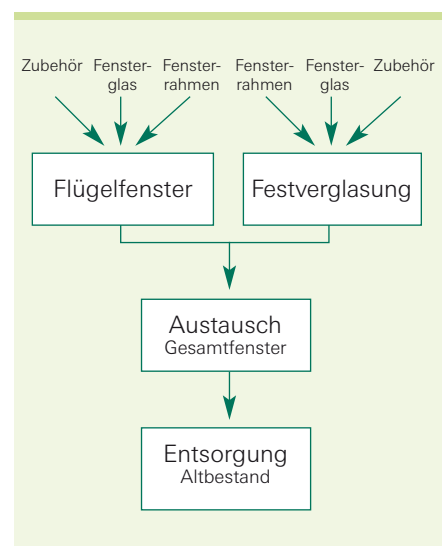 Zubehör Fenster- Fenster- Fenster- Fenster- Zubehör
glas rahmen rahmen glas
Flügelfenster Festverglasung
Austausch
Gesamtfenster
Entsorgung
Altbestand